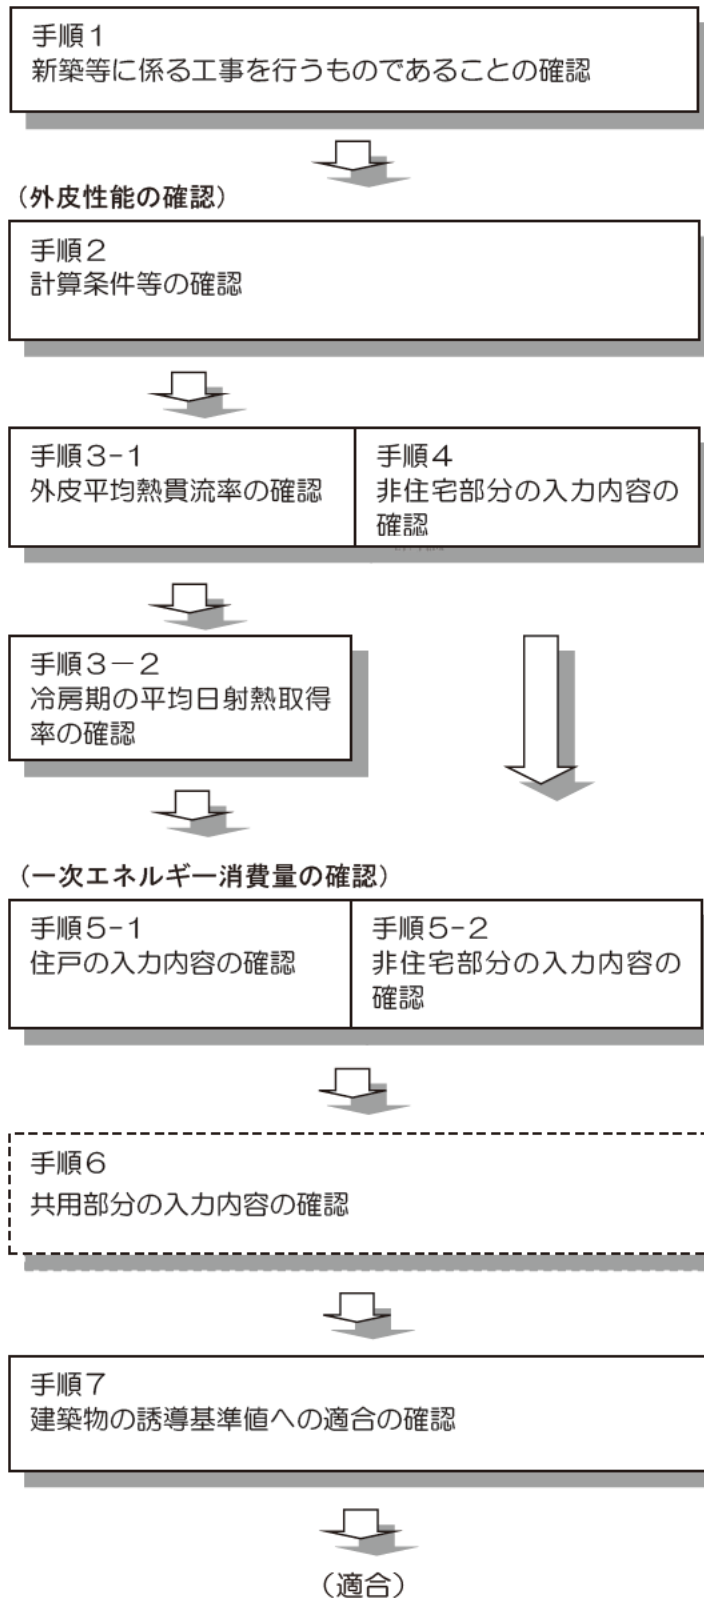 手順1
新築等に係る工事を行うものであることの確認
（外皮性能の確認）
手順2
計算条件等の確認
手順3-1
外皮平均熱貫流率の確認
手順4
非住宅部分の入力内容の
確認
手順3－2
冷房期の平均日射熱取得
率の確認
（一次エネルギー消費量の確認）
手順5-1
住戸の入力内容の確認
手順5-2
非住宅部分の入力内容の
確認
手順6
共用部分の入力内容の確認
手順7
建築物の誘導基準値への適合の確認
（適合）